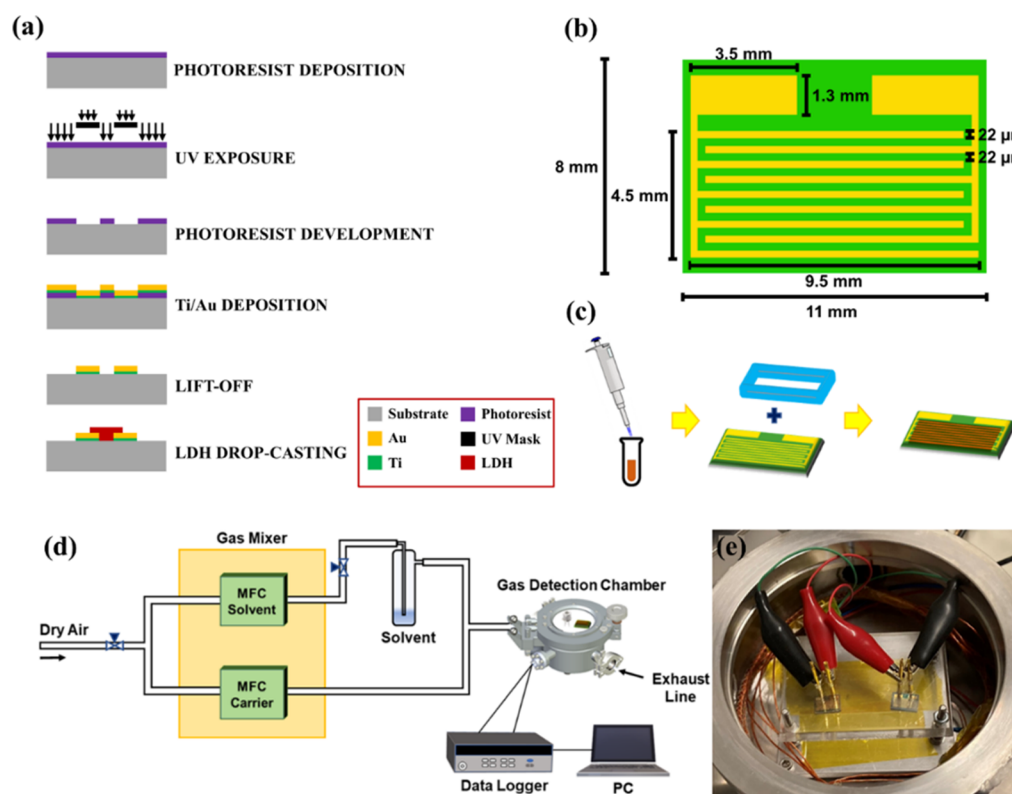 (a)
PHOTORESIST DEPOSITION
UV EXPOSURE
PHOTORESIST DEVELOPMENT
Ti/Au DEPOSITION
LIFT-OFF
LDH DROP-CASTING
Substrate
Photoresist
Au
UV Mask
Ti
LDH
(b)
3.5 mm
1.3 mm
22 µ
22 µ
8 mm
4.5 mm
9.5 mm
11 mm
(c)
(d)
Gas Mixer
MFC
Solvent
Dry Air
MFC
Carrier
Solvent
Gas Detection Chamber
Exhaust
Line
Data Logger
PC
(e)